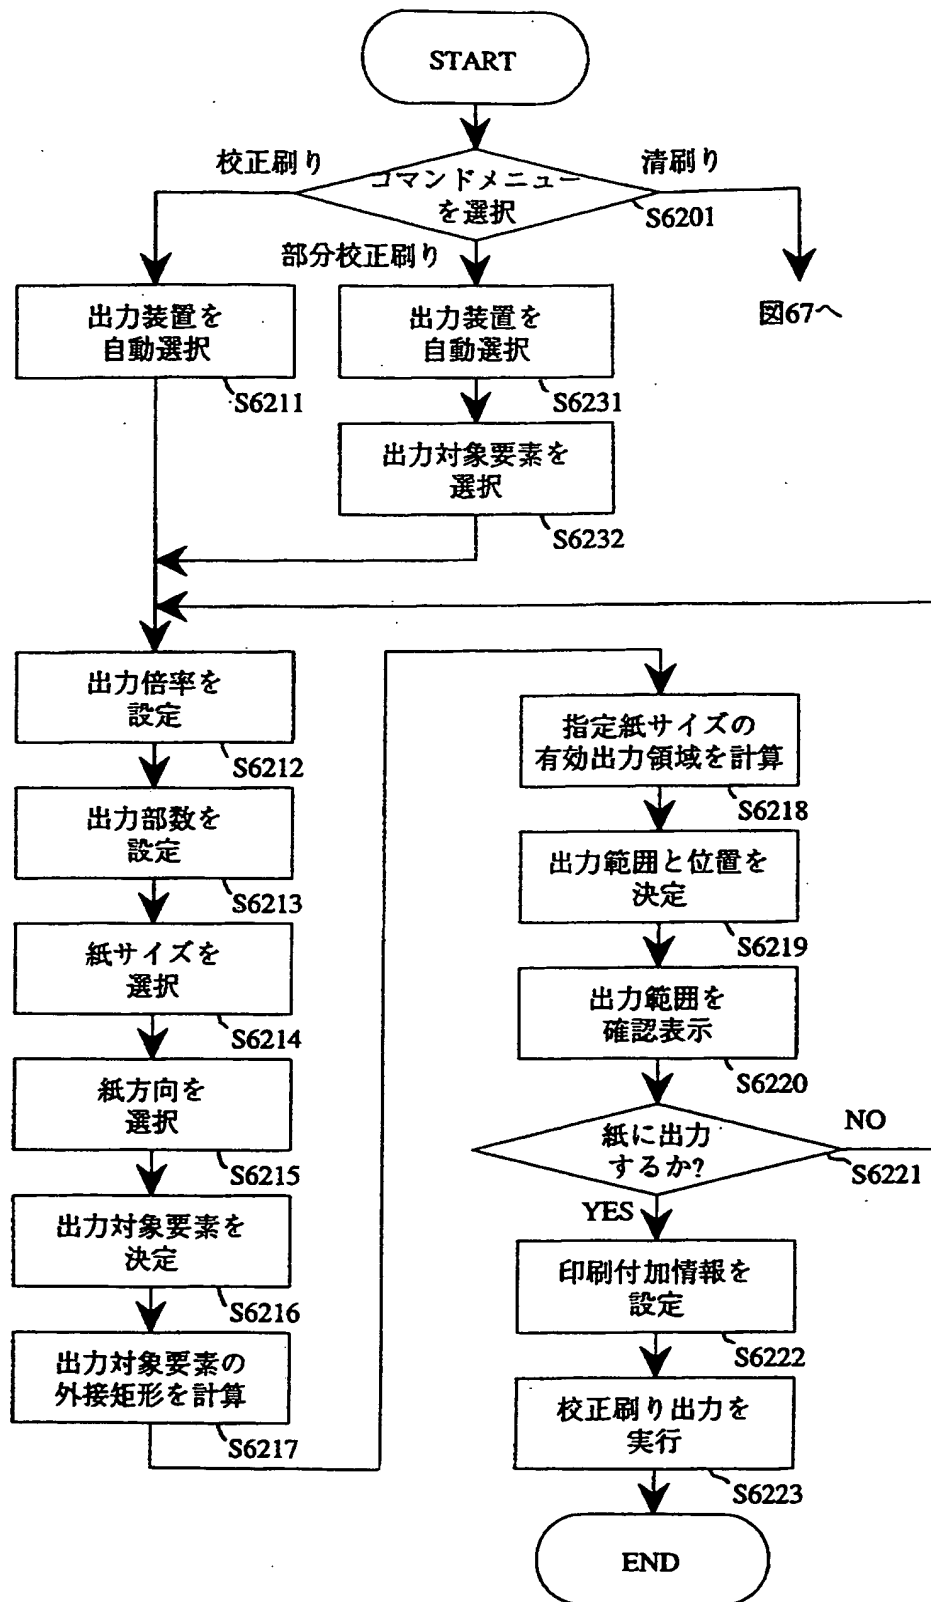 START
校正刷り
清刷り
コマンドメニュー
を選択
S6201
部分校正刷り
出力装置を
自動選択
S6211
出力装置を
自動選択
S6231
図67へ
出力対象要素を
選択
S6232
出力倍率を
設定
S6212
出力部数を
設定
S6213
紙サイズを
選択
S6214
紙方向を
選択
S6215
出力対象要素を
決定
S6216
出力対象要素の
外接矩形を計算
S6217
指定紙サイズの
有効出力領域を計算
S6218
出力範囲と位置を
決定
S6219
出力範囲を
確認表示
S6220
紙に出力
するか?
NO
S6221
YES
印刷付加情報を
設定
S6222
校正刷り出力を
実行
S6223
END